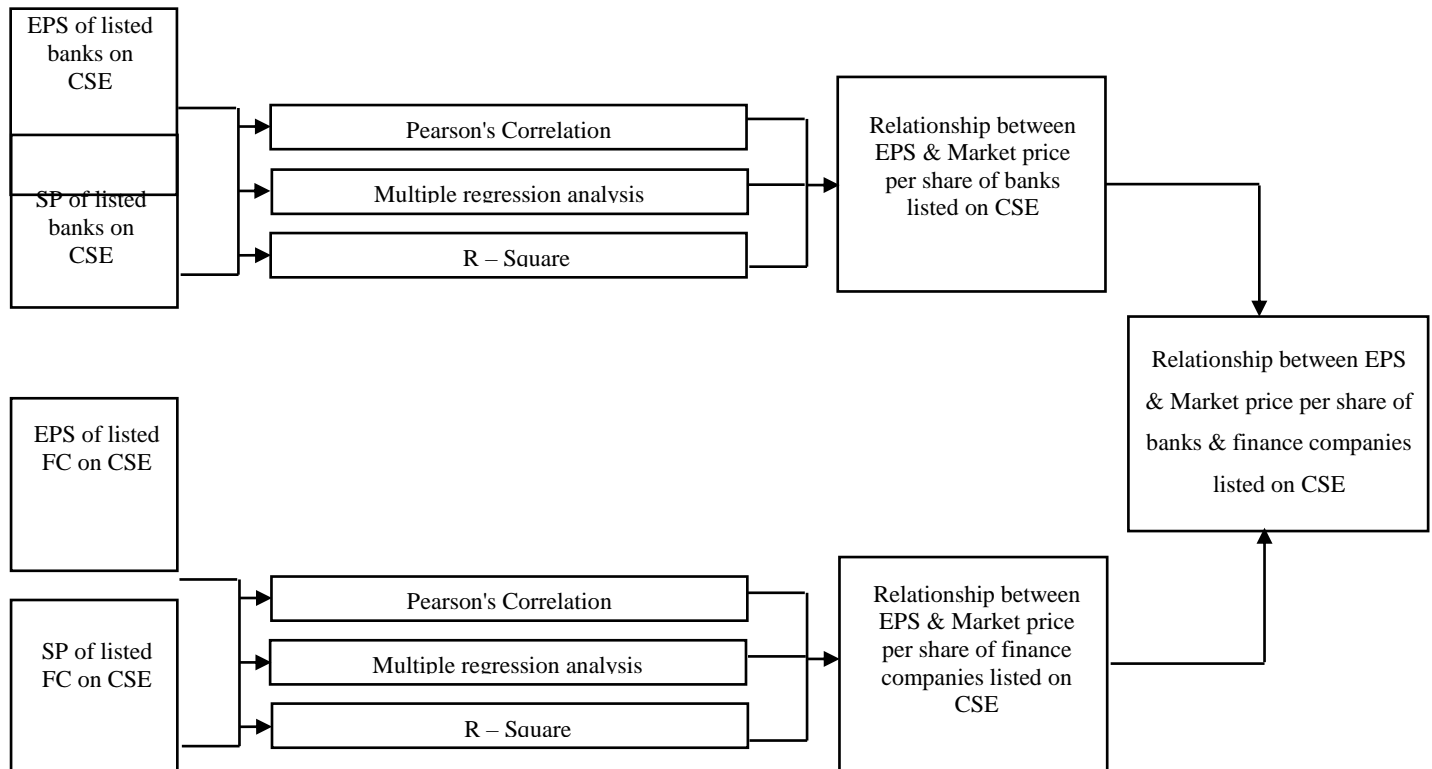 EPS of listed
banks on
CSE
SP of listed
banks on
CSE
Pearson's Correlation
Multiple regression analysis
R – Square
Relationship between
EPS & Market price
per share of banks
listed on CSE
Relationship between EPS
& Market price per share of
banks & finance companies
listed on CSE
EPS of listed
FC on CSE
SP of listed
FC on CSE
Pearson's Correlation
Multiple regression analysis
R – Square
Relationship between
EPS & Market price
per share of finance
companies listed on
CSE